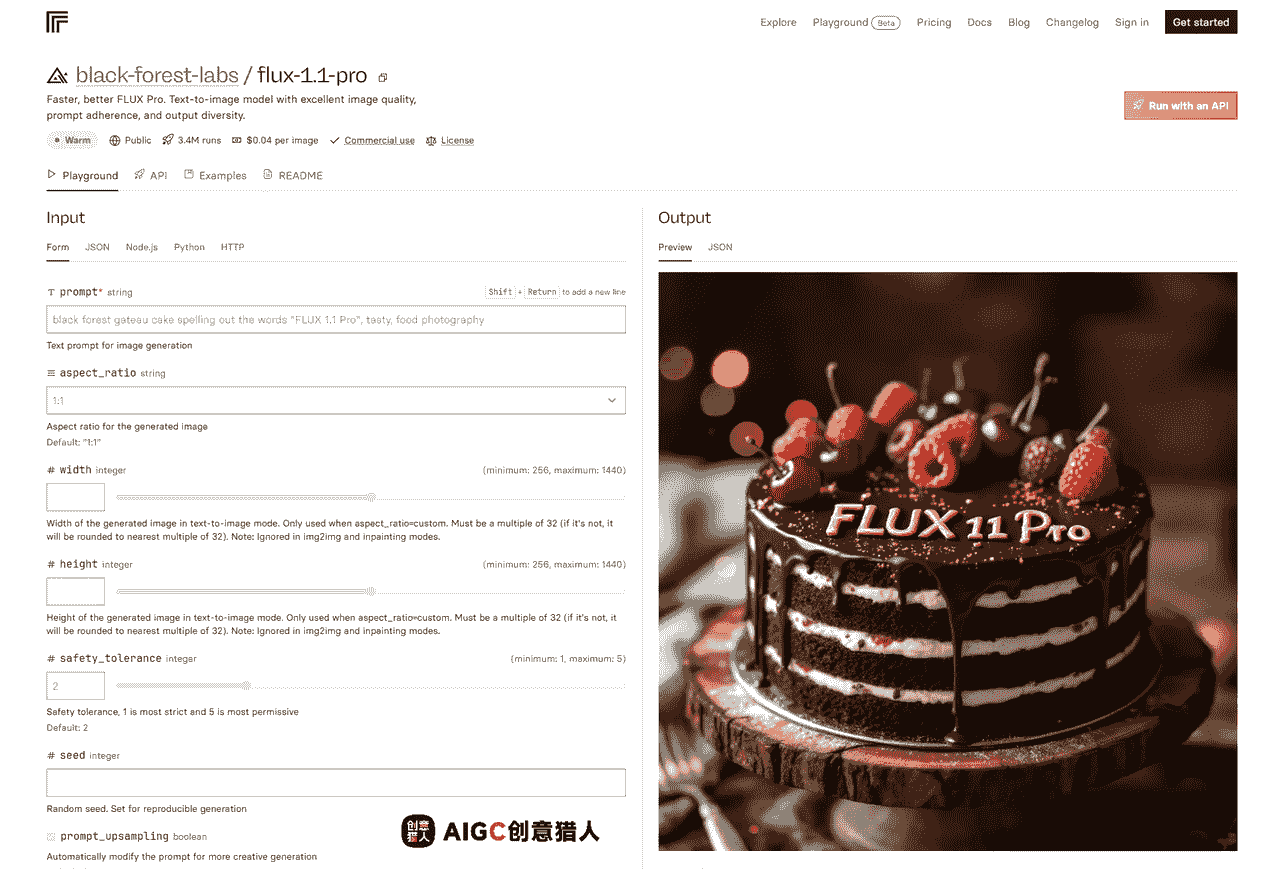 Explore Playground Beta Pricing Docs Blog Changelog Sign in Get started
black-forest-labs / flux-1.1-pro
Faster, better FLUX Pro. Text-to-image model with excellent image quality,
prompt adherence, and output diversity.
Run with an API
Warm Public 3.4M runs $0.04 per image Commercial use License
Playground API Examples README
Input
Form JSON Node.js Python HTTP
T prompt* string Shift + Return to add a new line
black forest gateau cake spelling out the words "FLUX 1.1 Pro", tasty, food photography
Text prompt for image generation
aspect_ratio string
1:1
Aspect ratio for the generated image
Default: "1:1"
# width integer (minimum: 256, maximum: 1440)
Width of the generated image in text-to-image mode. Only used when aspect_ratio=custom. Must be a multiple of 32 (if it's not, it
will be rounded to nearest multiple of 32). Note: Ignored in img2img and inpainting modes.
# height integer (minimum: 256, maximum: 1440)
Height of the generated image in text-to-image mode. Only used when aspect_ratio=custom. Must be a multiple of 32 (if it's not, it
will be rounded to nearest multiple of 32). Note: Ignored in img2img and inpainting modes.
# safety_tolerance integer (minimum: 1, maximum: 5)
2
Safety tolerance, 1 is most strict and 5 is most permissive
Default: 2
# seed integer
Random seed. Set for reproducible generation
prompt_upsampling boolean
Automatically modify the prompt for more creative generation
Output
Preview JSON
FLUX 11 Pro
创意
猎人
AIGC创意猎人